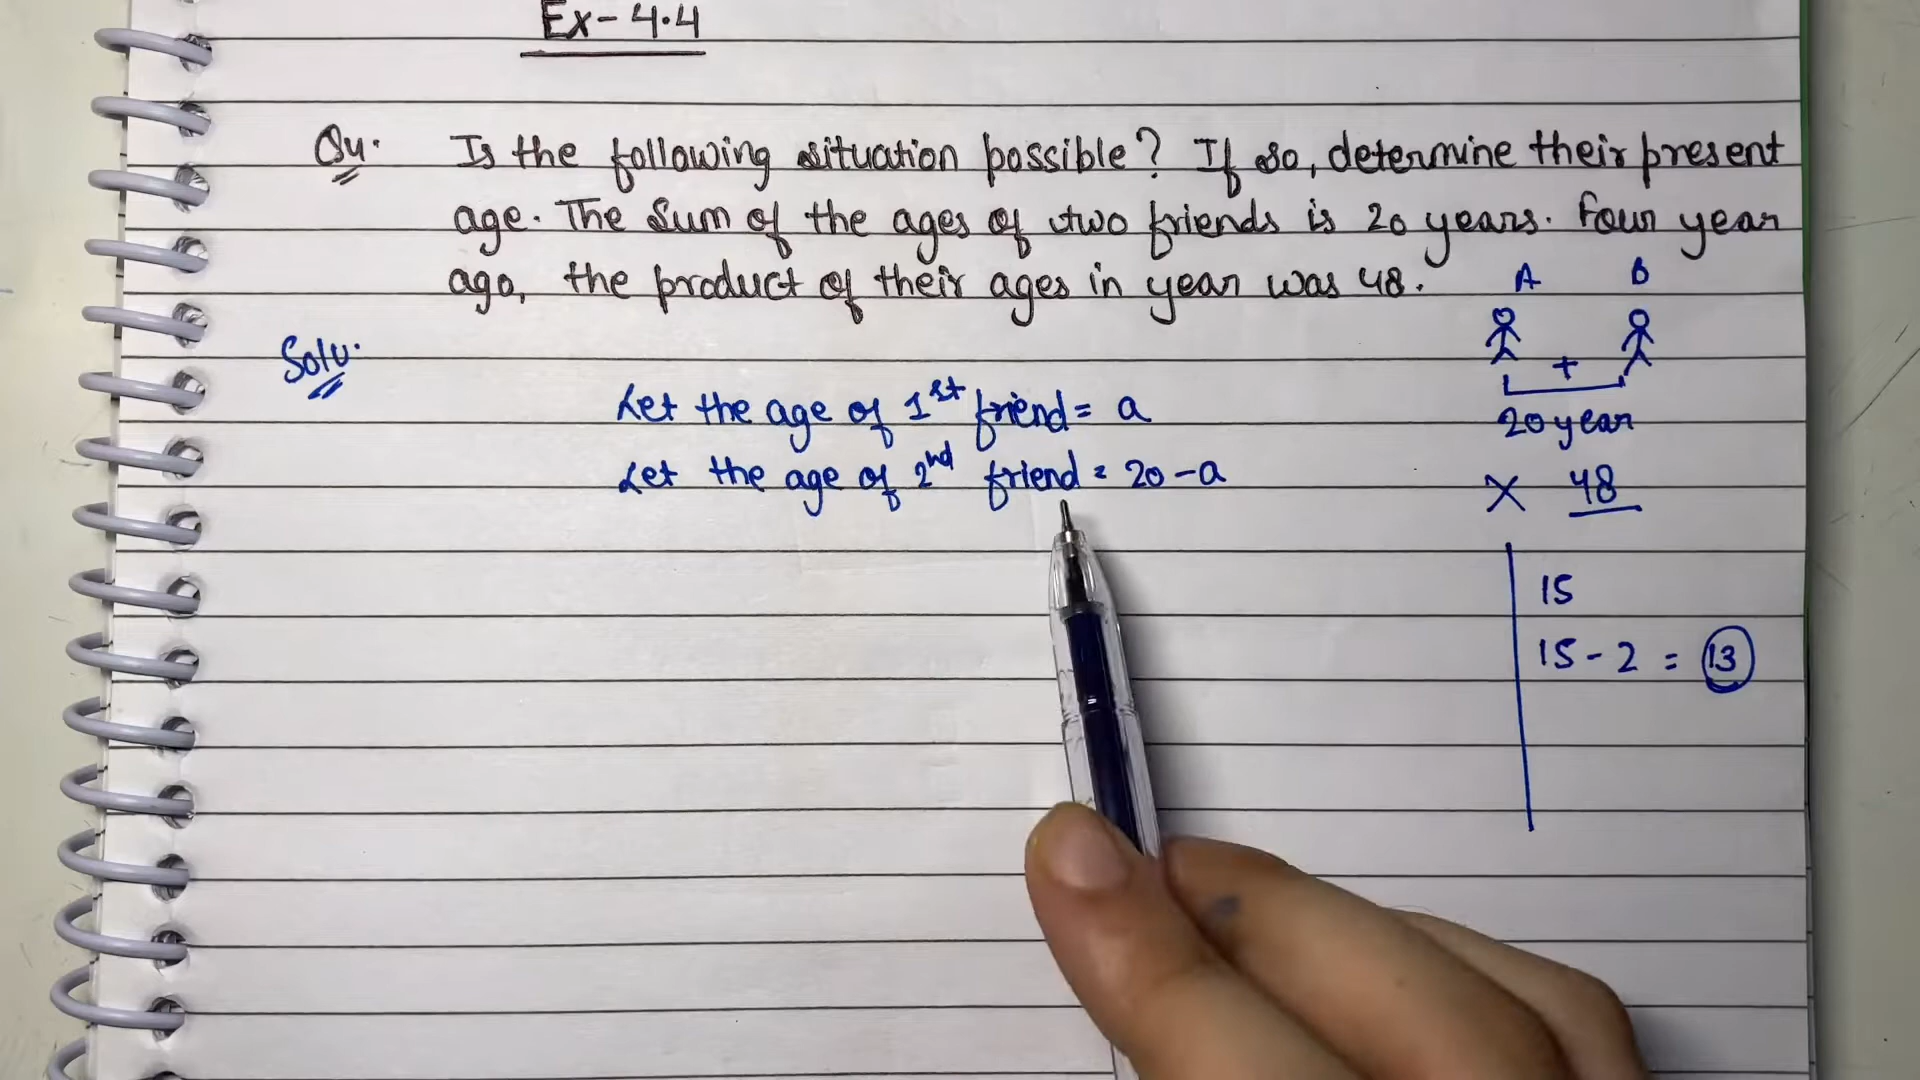 Ex-4.4
Qu. Is the following situation possible? If so, determine their present
age. The Sum of the ages of two friends is 20 years. Four year
ago, the product of their ages in year was 48.
A B
Solu.
+
Let the age of 1st friend = a
20 year
Let the age of 2nd friend = 20 - a
× 48
15
15 - 2 = 13